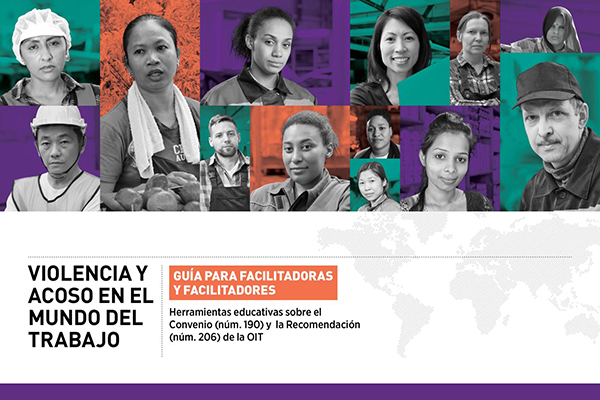 VIOLENCIA Y
ACOSO EN EL
MUNDO DEL
TRABAJO
GUÍA PARA FACILITADORAS
Y FACILITADORES
Herramientas educativas sobre el
Convenio (núm. 190) y la Recomendación
(núm. 206) de la OIT